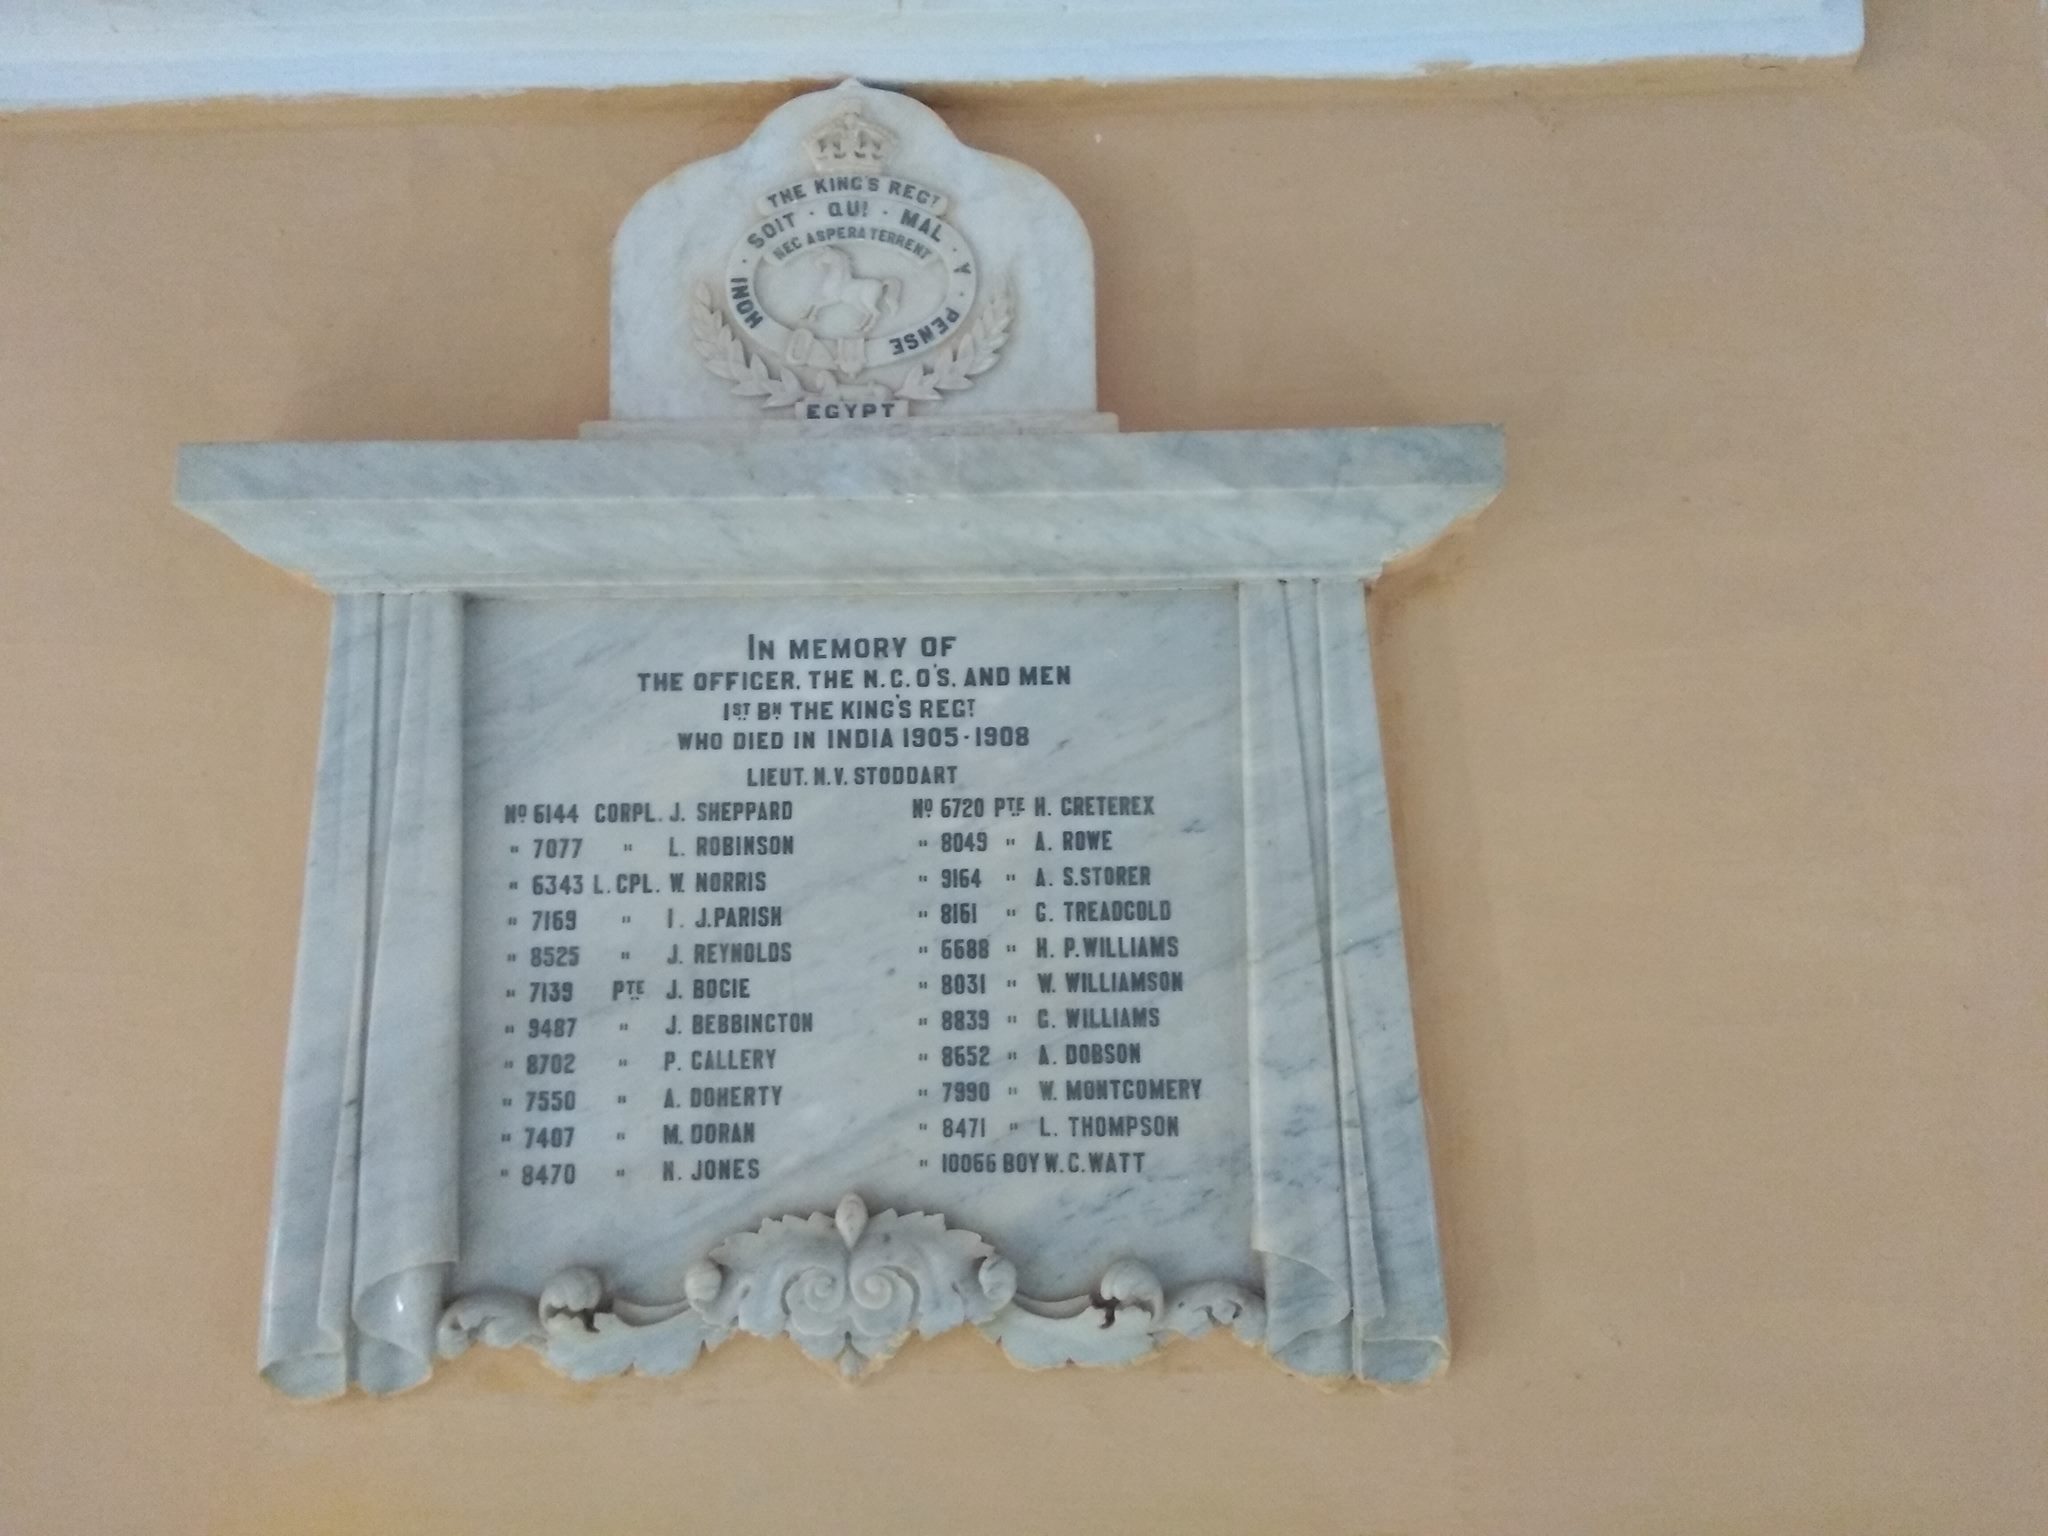 THE KING'S REGT
HONI · SOIT · QUI · MAL · Y · PENSE
NEC ASPERA TERRENT
EGYPT
IN MEMORY OF
THE OFFICER. THE N.C.O'S. AND MEN
1ST BN THE KING'S REGT
WHO DIED IN INDIA 1905-1908
LIEUT. N.V. STODDART
NO 6144 CORPL. J. SHEPPARD
" 7077 " L. ROBINSON
" 6343 L. CPL. W. NORRIS
" 7169 " I. J. PARISH
" 8525 " J. REYNOLDS
" 7139 PTE J. BOGIE
" 9487 " J. BEBBINGTON
" 8702 " P. CALLERY
" 7550 " A. DOHERTY
" 7407 " M. DORAN
" 8470 " N. JONES
NO 6720 PTE H. GRETEREX
" 8049 " A. ROWE
" 9164 " A. S. STORER
" 8161 " G. TREADGOLD
" 6688 " H. P. WILLIAMS
" 8031 " W. WILLIAMSON
" 8839 " G. WILLIAMS
" 8652 " A. DOBSON
" 7990 " W. MONTGOMERY
" 8471 " L. THOMPSON
" 10066 BOY W. C. WATT